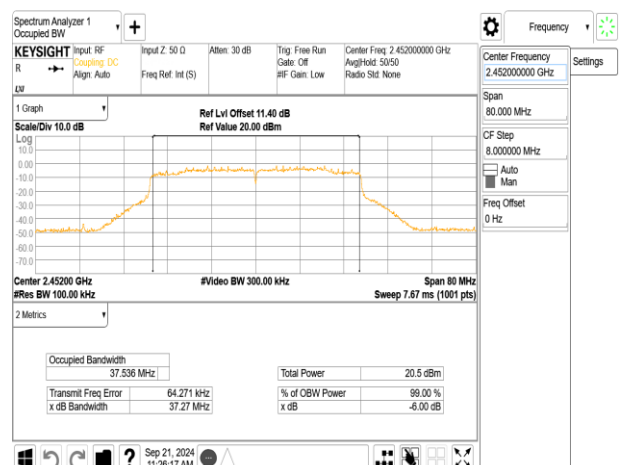 Spectrum Analyzer 1
Occupied BW
+
Frequency
KEYSIGHT
R
LXI
Input: RF
Coupling: DC
Align: Auto
Input Z: 50 Ω
Freq Ref: Int (S)
Atten: 30 dB
Trig: Free Run
Gate: Off
#IF Gain: Low
Center Freq: 2.452000000 GHz
Avg|Hold: 50/50
Radio Std: None
Center Frequency
2.452000000 GHz
Settings
Span
80.000 MHz
CF Step
8.000000 MHz
Auto
Man
Freq Offset
0 Hz
1 Graph
Scale/Div 10.0 dB
Ref Lvl Offset 11.40 dB
Ref Value 20.00 dBm
Log
10.0
0.00
-10.0
-20.0
-30.0
-40.0
-50.0
-60.0
-70.0
Center 2.45200 GHz
#Res BW 100.00 kHz
#Video BW 300.00 kHz
Span 80 MHz
Sweep 7.67 ms (1001 pts)
2 Metrics
Occupied Bandwidth
37.536 MHz
Transmit Freq Error 64.271 kHz
x dB Bandwidth 37.27 MHz
Total Power 20.5 dBm
% of OBW Power 99.00 %
x dB -6.00 dB
?
Sep 21, 2024
11:26:17 AM